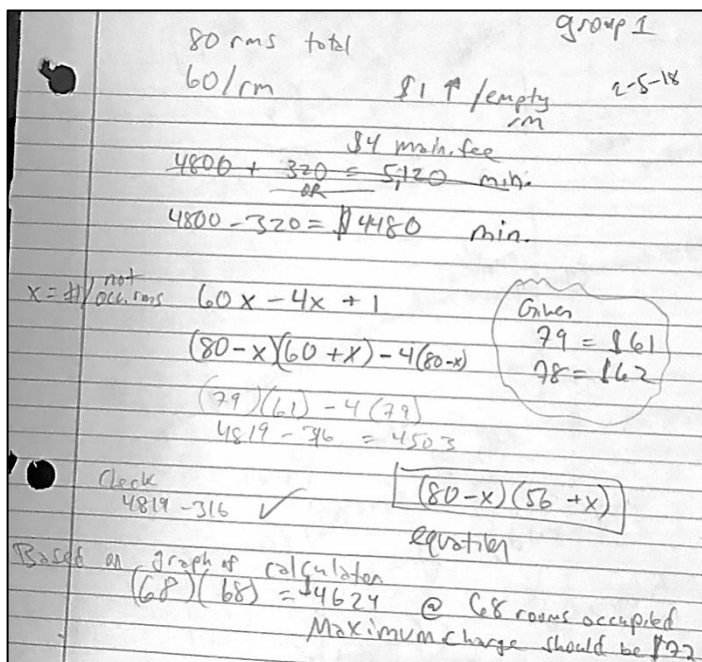 group 1
80 rms total
60/rm $1 ↑ /empty rm 2-5-18
$4 main. fee
4800 + 320 = 5,120 min.
OR
4800 - 320 = $4480 min.
x = #/not occ. rms 60x - 4x + 1
Given
79 = $61
78 = $62
(80-x)(60+x) - 4(80-x)
(79)(61) - 4(79)
4819 - 316 = 4503
Check
4819 - 316 ✓
(80-x)(56+x)
equation
Based on graph of calculator
(68)(68) = $4624 @ 68 rooms occupied
Maximum charge should be $72